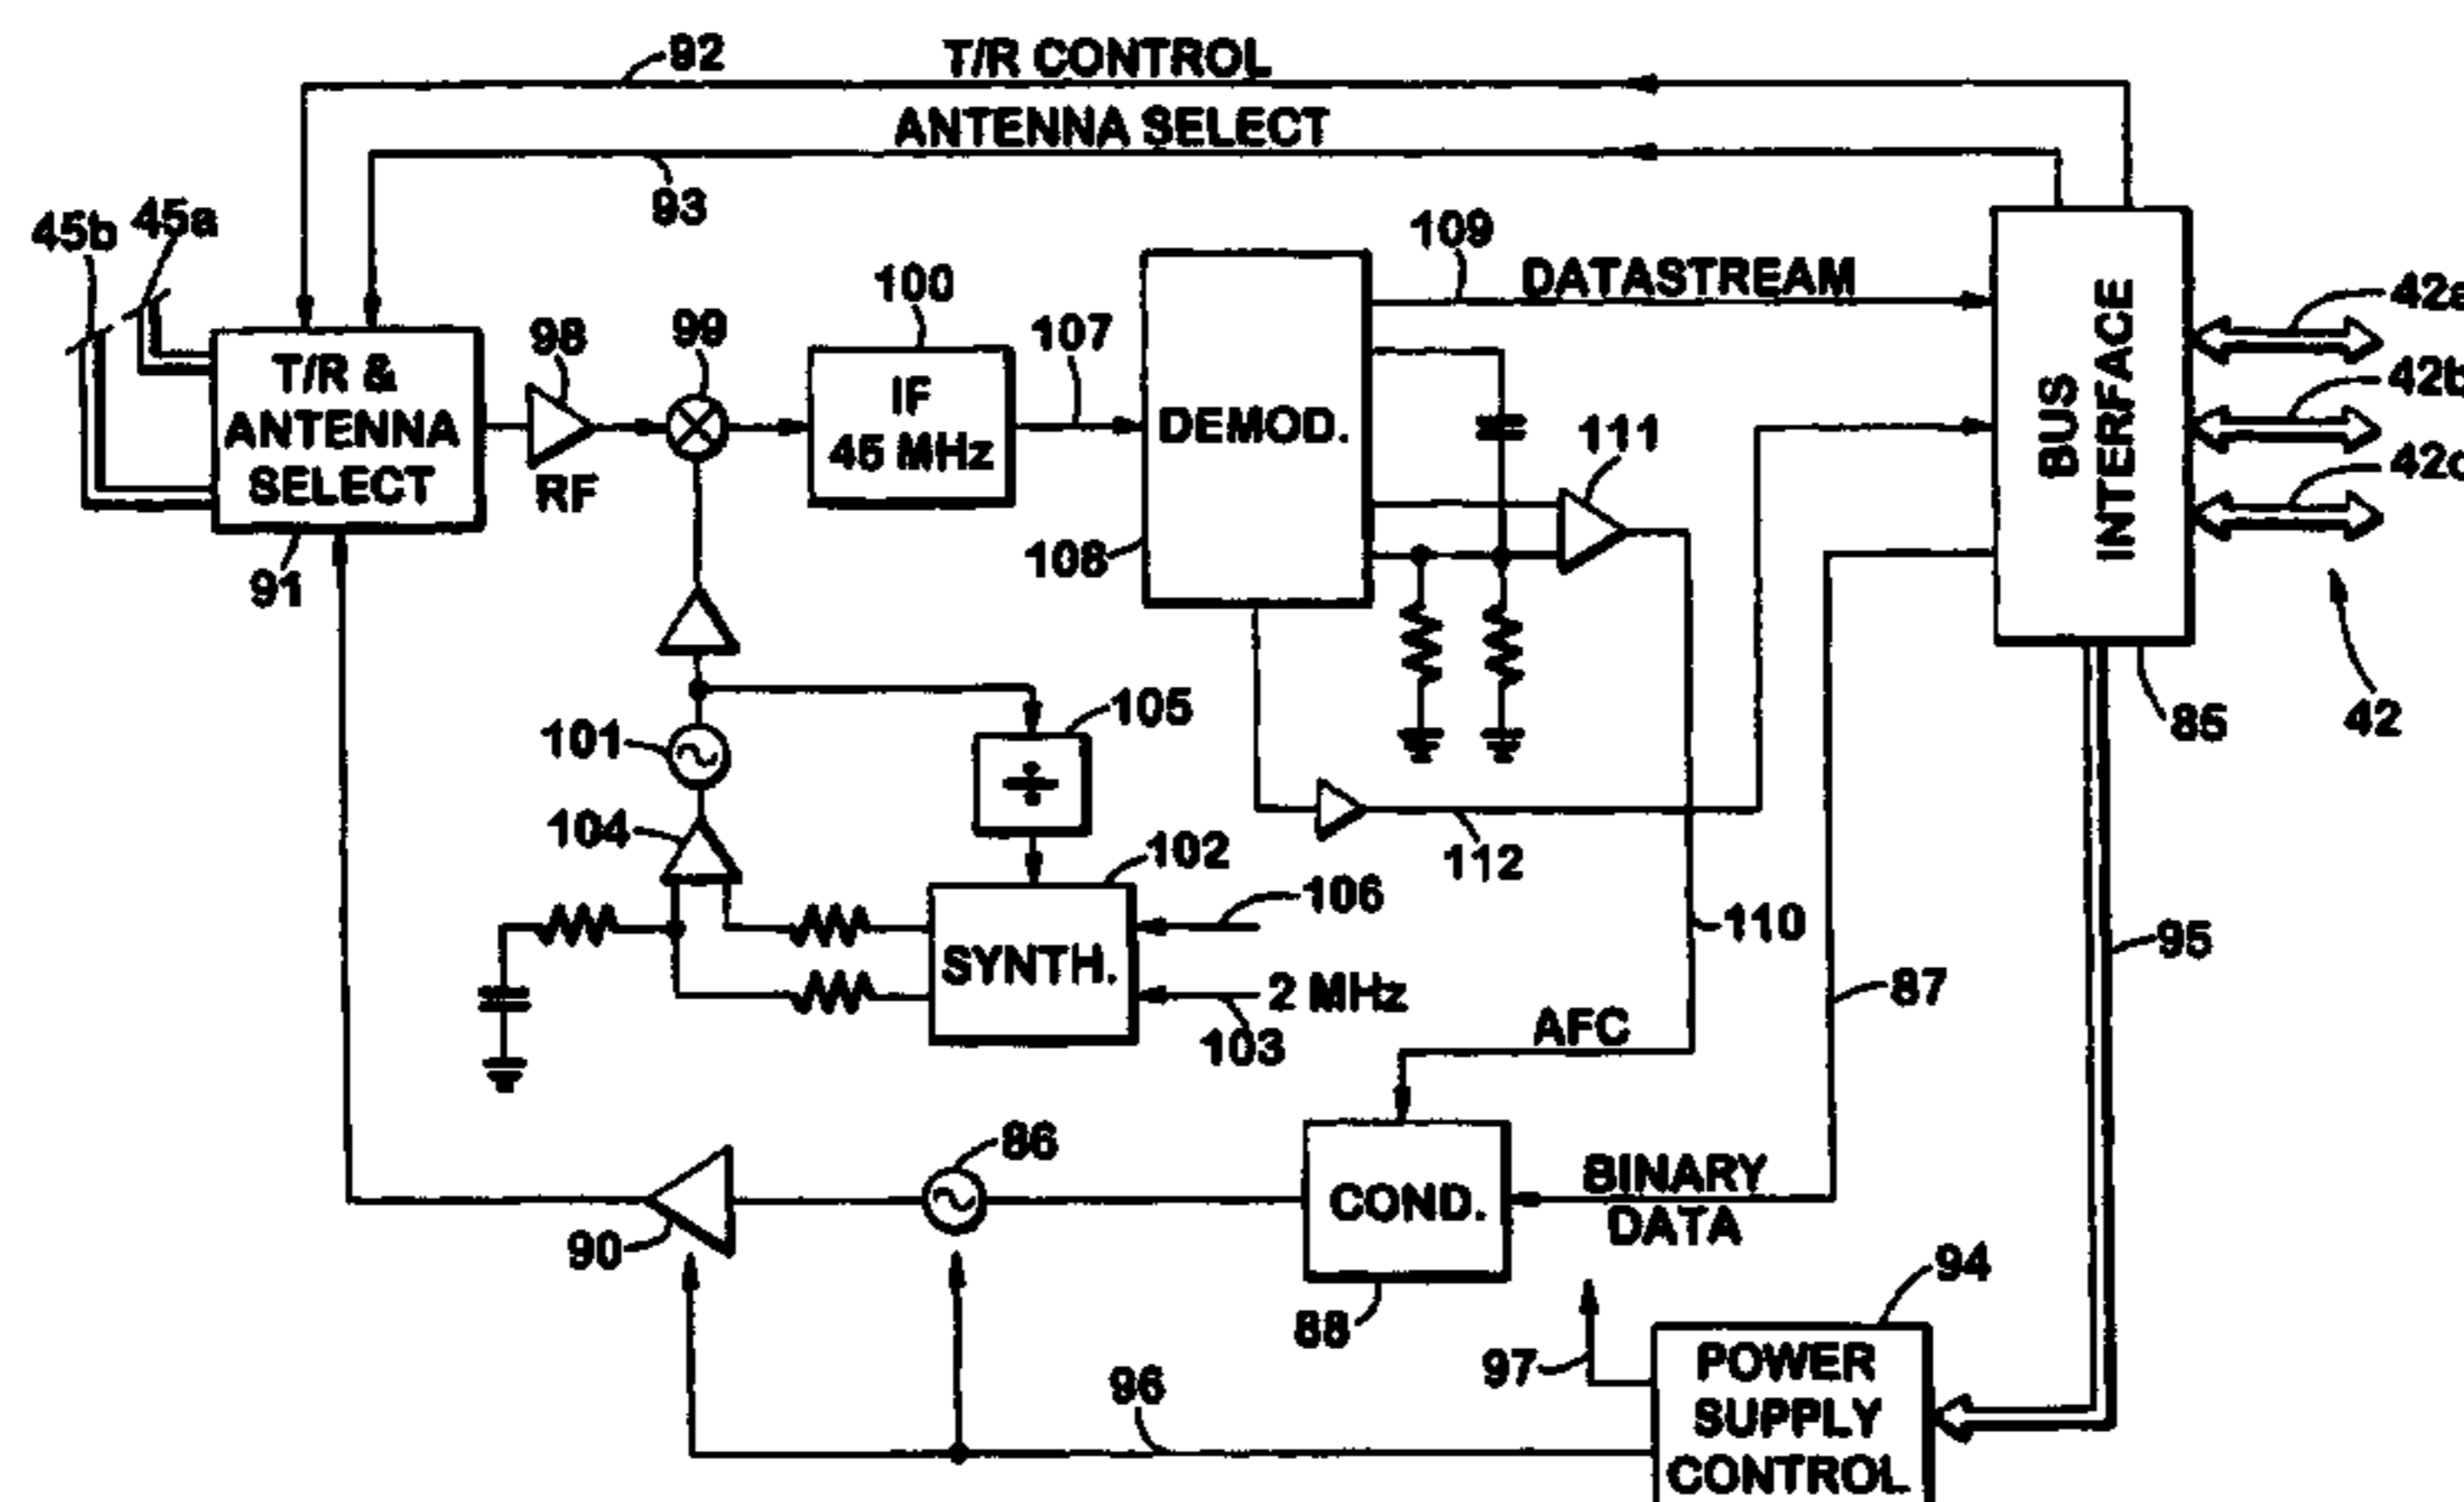 92
T/R CONTROL
ANTENNA SELECT
93
45b
45a
T/R &
ANTENNA
SELECT
91
98
RF
99
100
IF
45 MHz
107
DEMOD.
108
109
DATASTREAM
111
BUS
INTERFACE
42b
42
85
101
105
104
102
106
SYNTH.
2 MHz
103
112
110
87
95
AFC
86
90
COND.
88
BINARY
DATA
94
97
96
POWER
SUPPLY
CONTROL